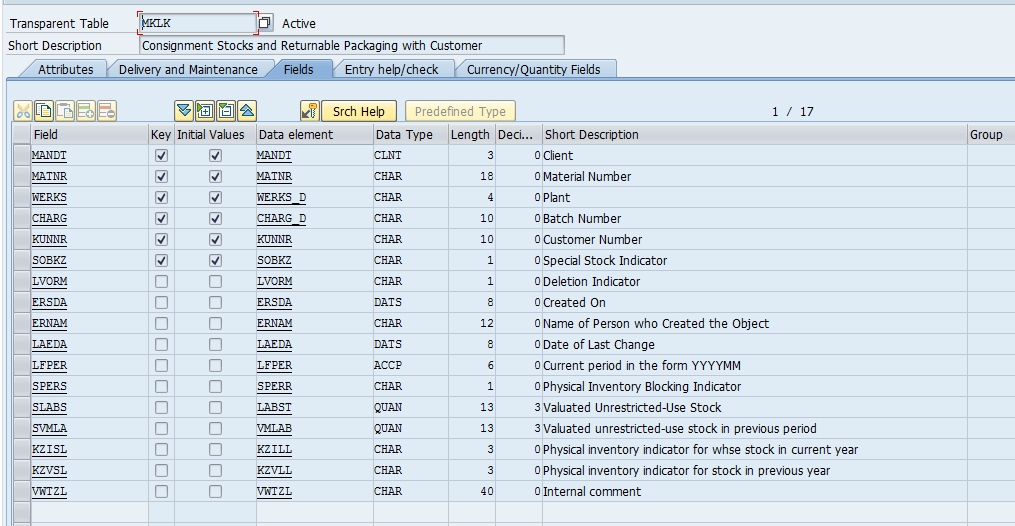 Transparent Table MKLK Active
Short Description Consignment Stocks and Returnable Packaging with Customer
Attributes Delivery and Maintenance Fields Entry help/check Currency/Quantity Fields
Srch Help Predefined Type 1 / 17
Field Key Initial Values Data element Data Type Length Deci... Short Description Group
MANDT MANDT CLNT 3 0 Client
MATNR MATNR CHAR 18 0 Material Number
WERKS WERKS_D CHAR 4 0 Plant
CHARG CHARG_D CHAR 10 0 Batch Number
KUNNR KUNNR CHAR 10 0 Customer Number
SOBKZ SOBKZ CHAR 1 0 Special Stock Indicator
LVORM LVORM CHAR 1 0 Deletion Indicator
ERSDA ERSDA DATS 8 0 Created On
ERNAM ERNAM CHAR 12 0 Name of Person who Created the Object
LAEDA LAEDA DATS 8 0 Date of Last Change
LFPER LFPER ACCP 6 0 Current period in the form YYYYMM
SPERS SPERR CHAR 1 0 Physical Inventory Blocking Indicator
SLABS LABST QUAN 13 3 Valuated Unrestricted-Use Stock
SVMLA VMLAB QUAN 13 3 Valuated unrestricted-use stock in previous period
KZISL KZILL CHAR 3 0 Physical inventory indicator for whse stock in current year
KZVSL KZVLL CHAR 3 0 Physical inventory indicator for stock in previous year
VWTZL VWTZL CHAR 40 0 Internal comment